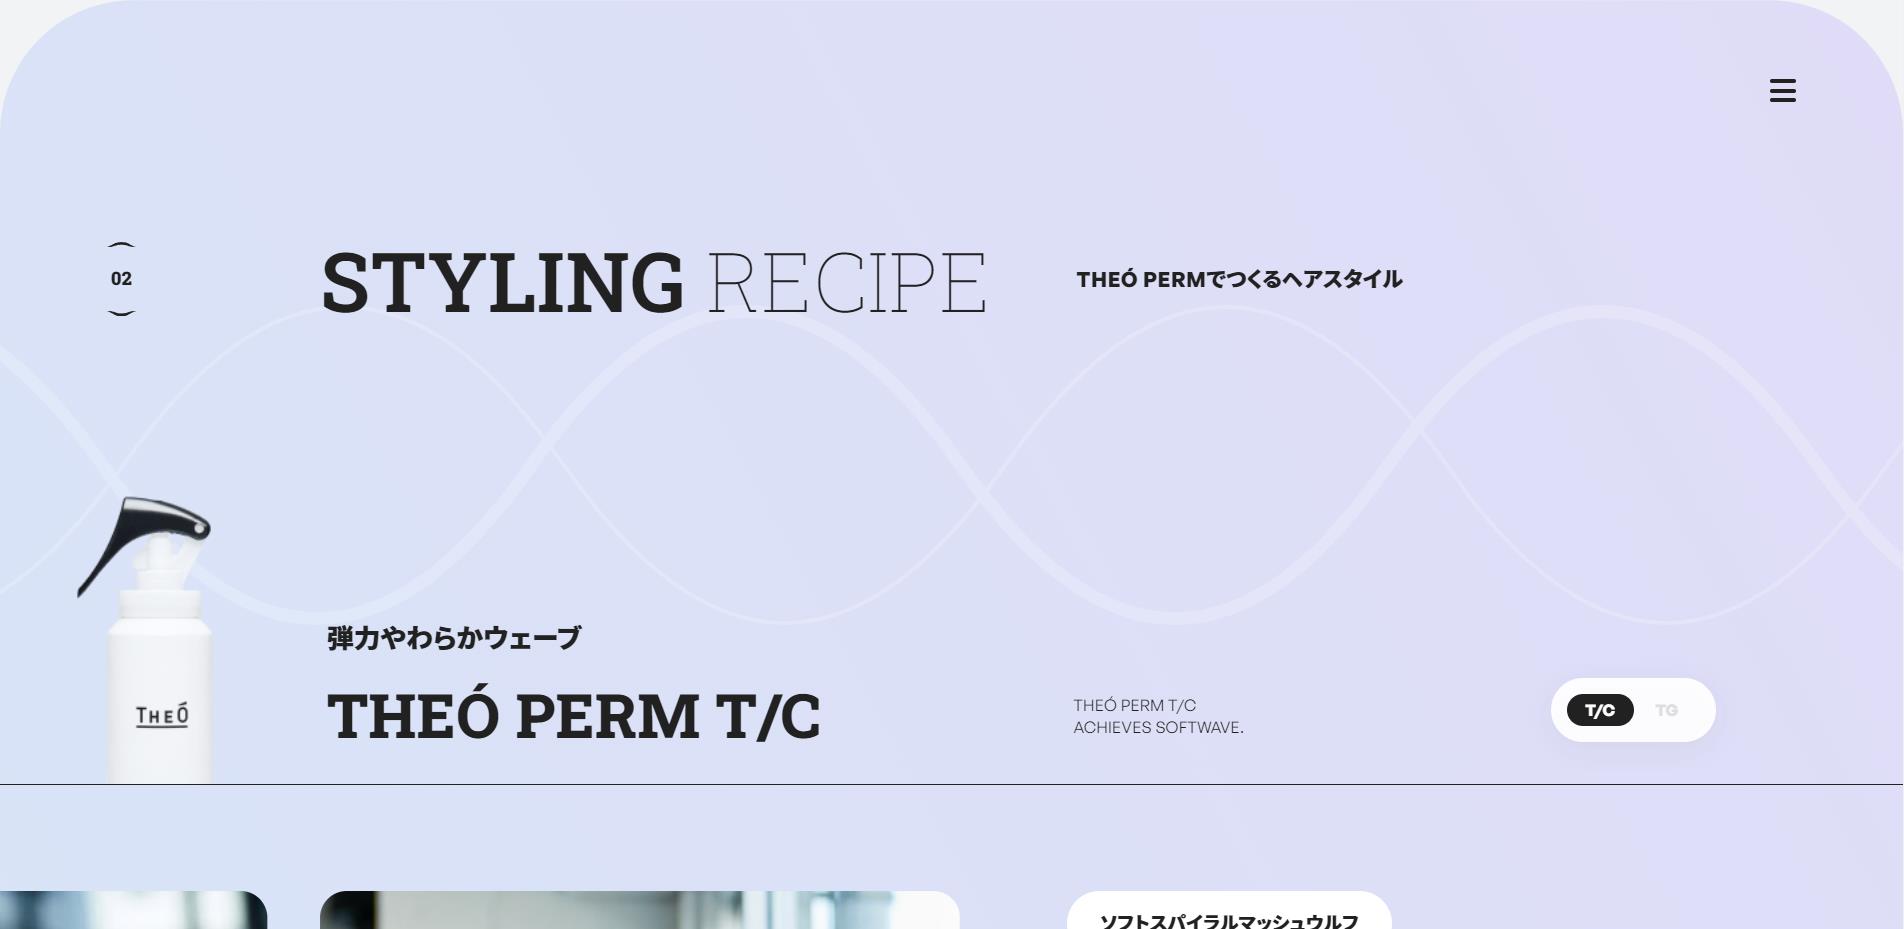 02
STYLING RECIPE
THEÓ PERMでつくるヘアスタイル
弾力やわらかウェーブ
THEÓ PERM T/C
THEÓ PERM T/C
ACHIEVES SOFTWAVE.
T/C TG
THEÓ
ソフトスパイラルマッシュウルフ